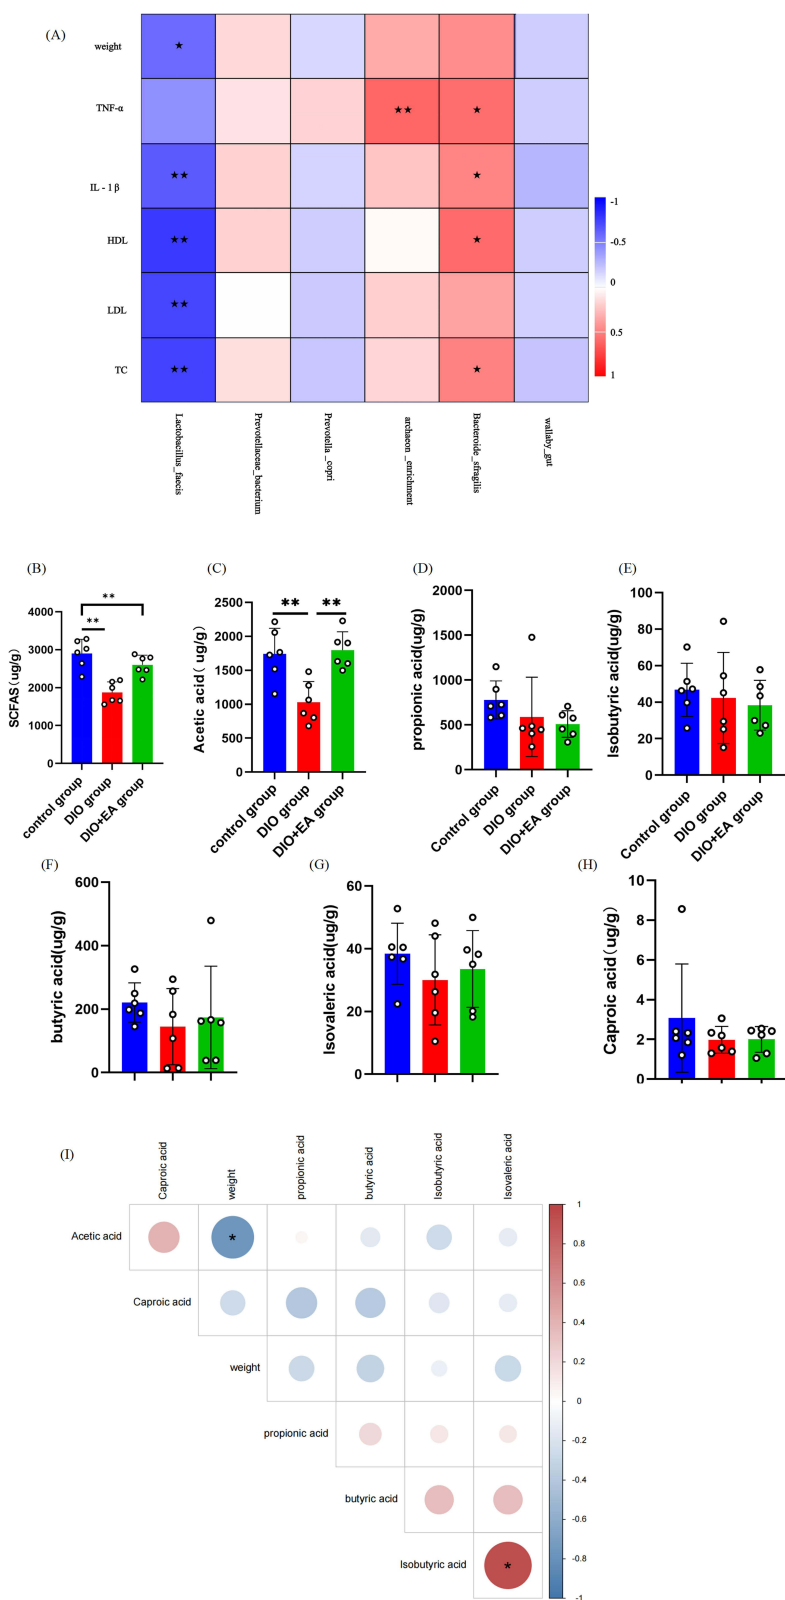 (A)
weight
★
TNF-α
★★
★
IL - 1β
★★
★
HDL
★★
★
LDL
★★
TC
★★
★
-1
-0.5
0
0.5
1
Lactobacillus_faecis
Prevotellaceae_bacterium
Prevotella _copri
archaeon _enrichment
Bacteroide_sfragilis
wallaby_gut
(B)
SCFAS(ug/g)
4000
3000
2000
1000
0
**
**
control group
DIO group
DIO+EA group
(C)
Acetic acid( ug/g)
2500
2000
1500
1000
500
0
**
**
control group
DIO group
DIO+EA group
(D)
propionic acid(ug/g)
2000
1500
1000
500
0
Control group
DIO group
DIO+EA group
(E)
Isobutyric acid(ug/g)
100
80
60
40
20
0
Control group
DIO group
DIO+EA group
(F)
butyric acid(ug/g)
600
400
200
0
(G)
Isovaleric acid(ug/g)
60
40
20
0
(H)
Caproic acid(ug/g)
10
8
6
4
2
0
(I)
Caproic acid
weight
propionic acid
butyric acid
Isobutyric acid
Isovaleric acid
Acetic acid
*
Caproic acid
weight
propionic acid
butyric acid
Isobutyric acid
*
1
0.8
0.6
0.4
0.2
0
-0.2
-0.4
-0.6
-0.8
-1